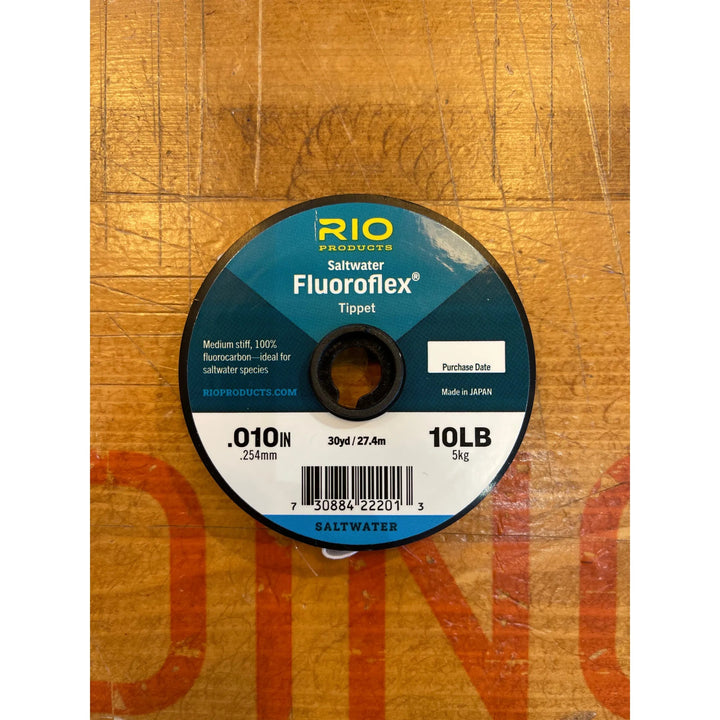 RIO
PRODUCTS
Saltwater
Fluoroflex®
Tippet
Medium stiff, 100%
fluorocarbon—ideal for
saltwater species
RIOPRODUCTS.COM
Purchase Date
Made in JAPAN
.010IN
.254mm
30yd / 27.4m
10LB
5kg
7 30884 22201 3
SALTWATER
OING